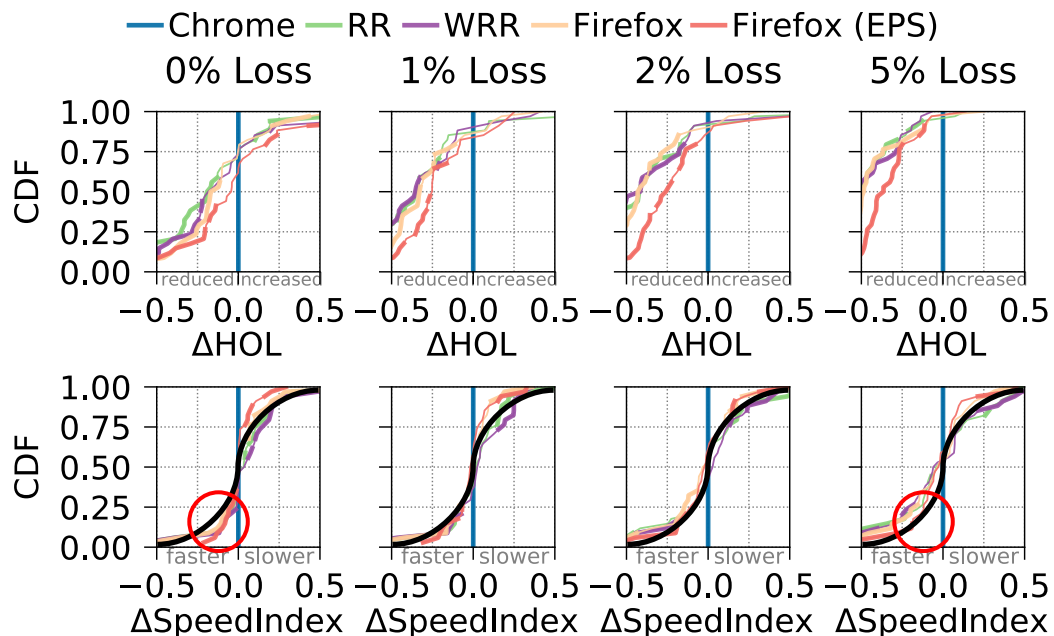 Chrome RR WRR Firefox Firefox (EPS)
0% Loss 1% Loss 2% Loss 5% Loss
CDF
1.00
0.75
0.50
0.25
0.00
reduced increased reduced increased reduced increased reduced increased
−0.5 0.0 0.5 −0.5 0.0 0.5 −0.5 0.0 0.5 −0.5 0.0 0.5
ΔHOL ΔHOL ΔHOL ΔHOL
CDF
1.00
0.75
0.50
0.25
0.00
faster slower faster slower faster slower faster slower
−0.5 0.0 0.5 −0.5 0.0 0.5 −0.5 0.0 0.5 −0.5 0.0 0.5
ΔSpeedIndex ΔSpeedIndex ΔSpeedIndex ΔSpeedIndex